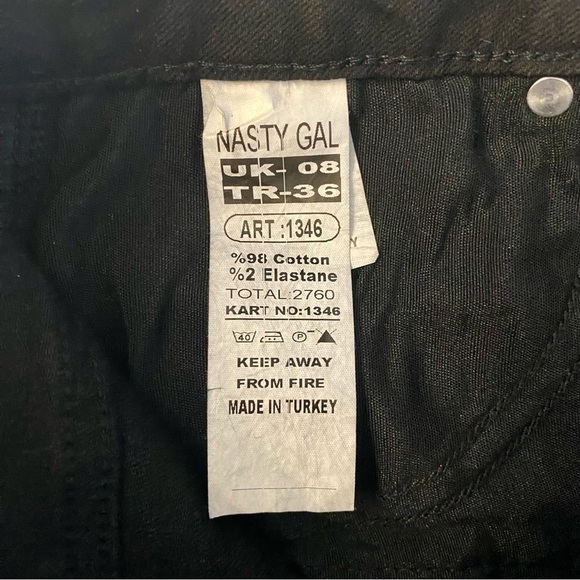 NASTY GAL
UK- 08
TR-36
ART :1346
%98 Cotton
%2 Elastane
TOTAL:2760
KART NO:1346
40 P
KEEP AWAY
FROM FIRE
MADE IN TURKEY
Y